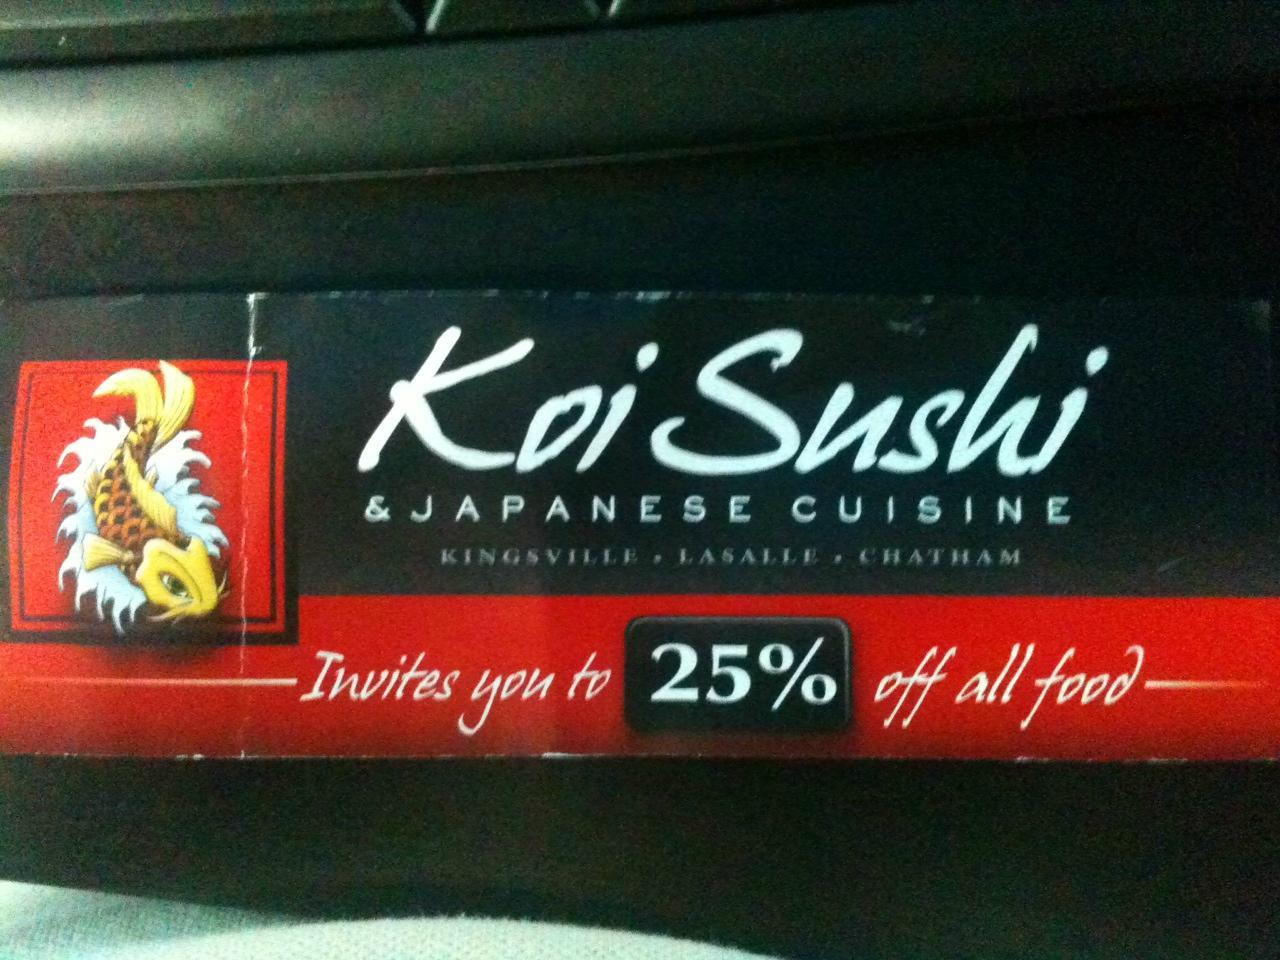 Koi Sushi
& JAPANESE CUISINE
KINGSVILLE • LASALLE • CHATHAM
Invites you to 25% off all food